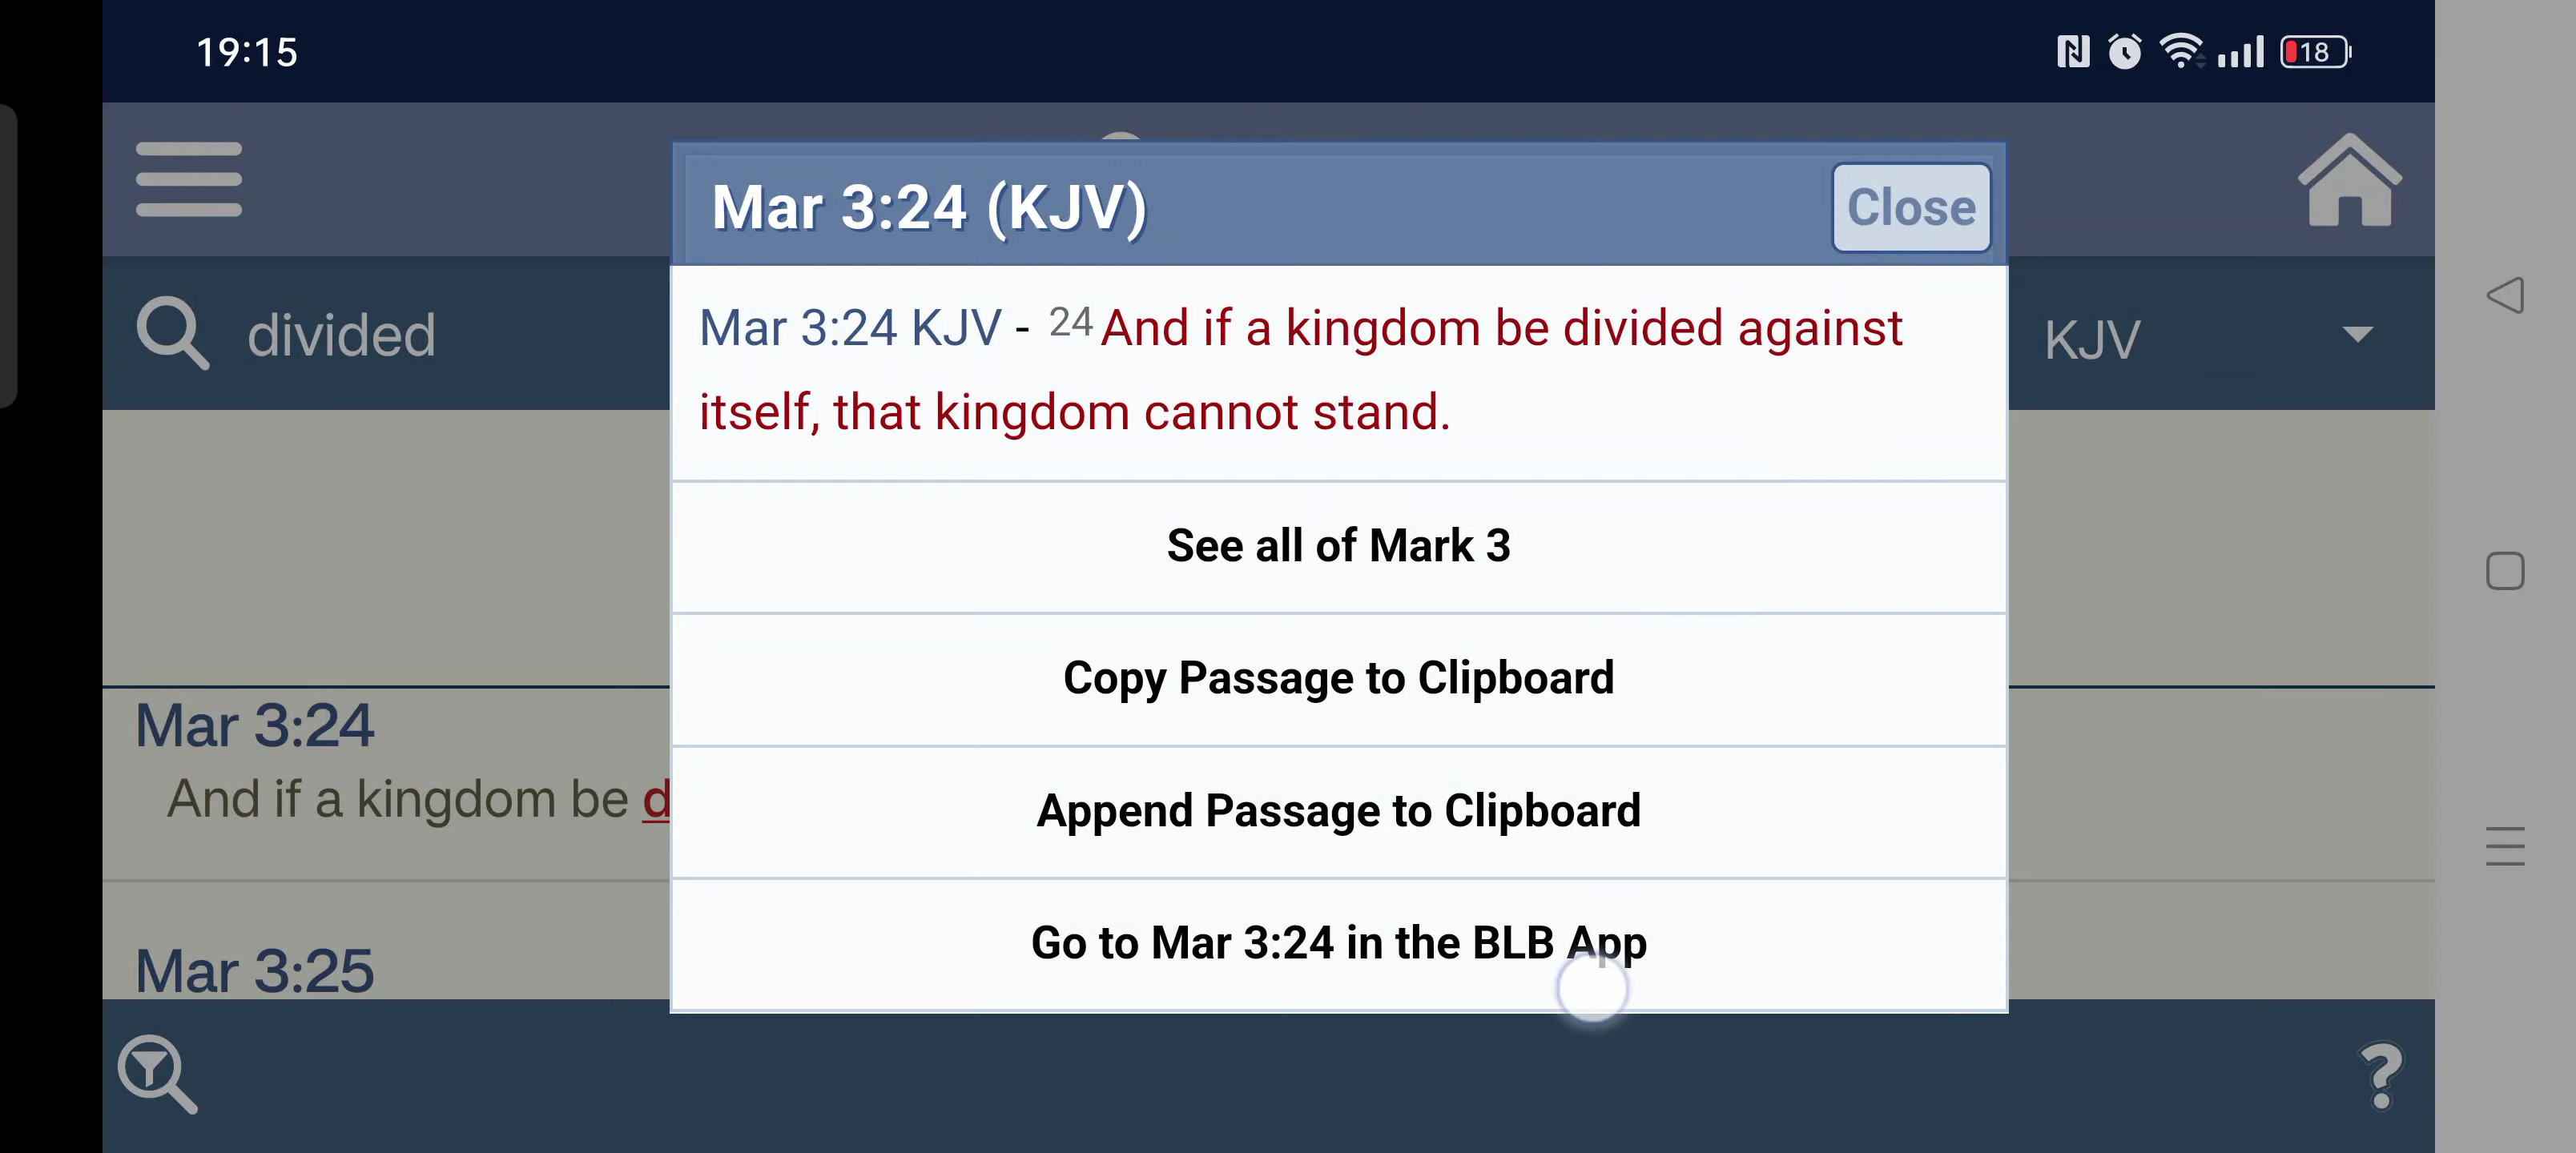 19:15
18
Mar 3:24 (KJV)
Close
divided
KJV
Mar 3:24 KJV - 24 And if a kingdom be divided against
itself, that kingdom cannot stand.
See all of Mark 3
Copy Passage to Clipboard
Append Passage to Clipboard
Go to Mar 3:24 in the BLB App
Mar 3:24
And if a kingdom be d
Mar 3:25